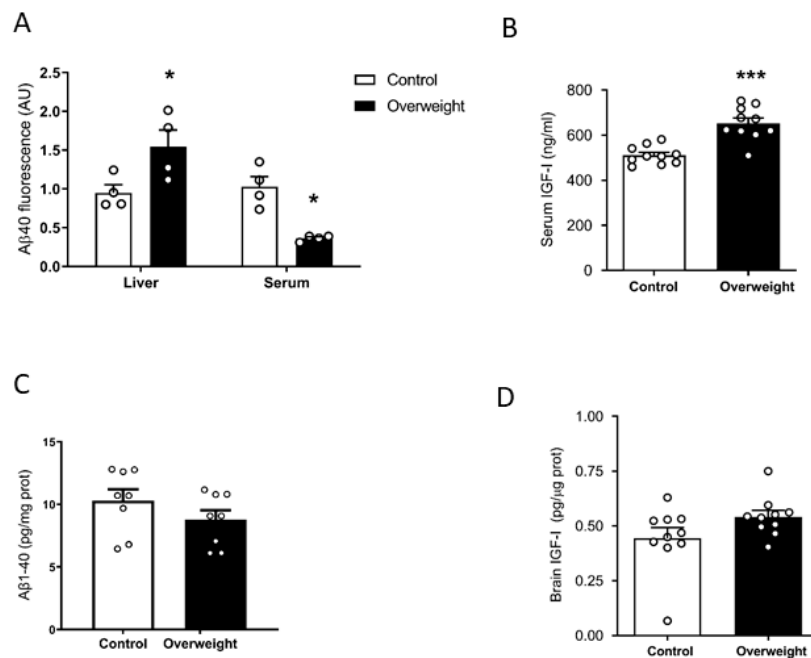 A
Aβ40 fluorescence (AU)
2.5
2.0
1.5
1.0
0.5
0.0
*
*
Liver
Serum
Control
Overweight
B
Serum IGF-I (ng/ml)
800
600
400
200
0
***
Control
Overweight
C
Aβ1-40 (pg/mg prot)
15
10
5
0
Control
Overweight
D
Brain IGF-I (pg/µg prot)
1.00
0.75
0.50
0.25
0.00
Control
Overweight